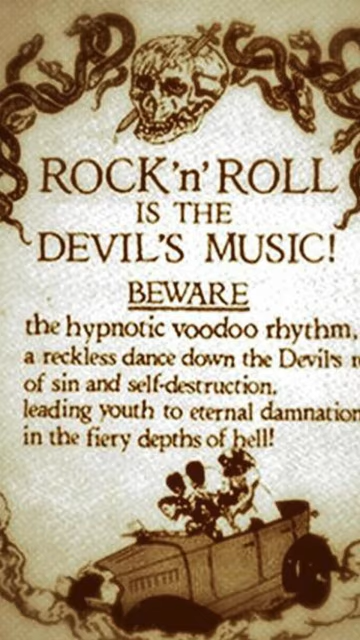 ROCK 'n' ROLL
IS THE
DEVIL'S MUSIC!
BEWARE
the hypnotic voodoo rhythm,
a reckless dance down the Devil's
of sin and self-destruction,
leading youth to eternal damnation
in the fiery depths of hell!